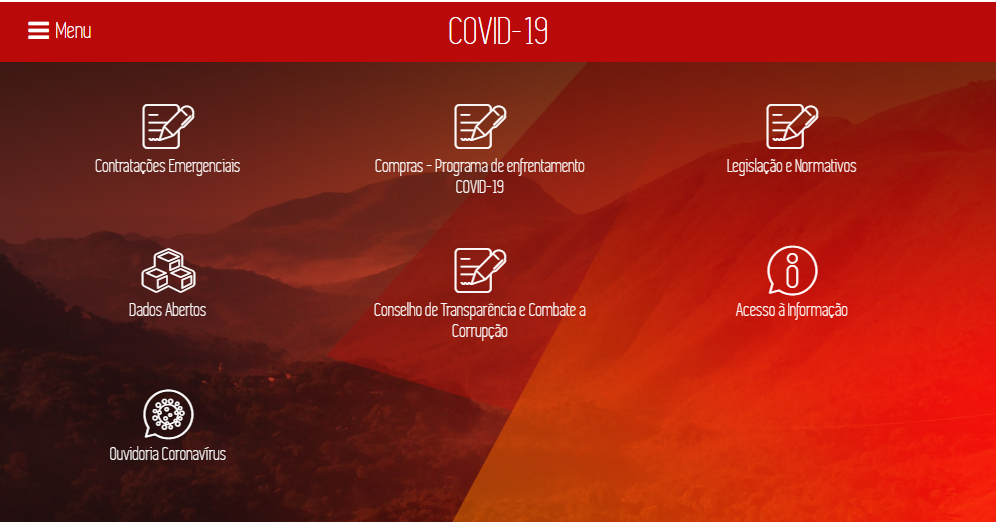 Menu
COVID-19
Contratações Emergenciais
Compras - Programa de enfrentamento
COVID-19
Legislação e Normativos
Dados Abertos
Conselho de Transparência e Combate a
Corrupção
Acesso à Informação
Ouvidoria Coronavírus